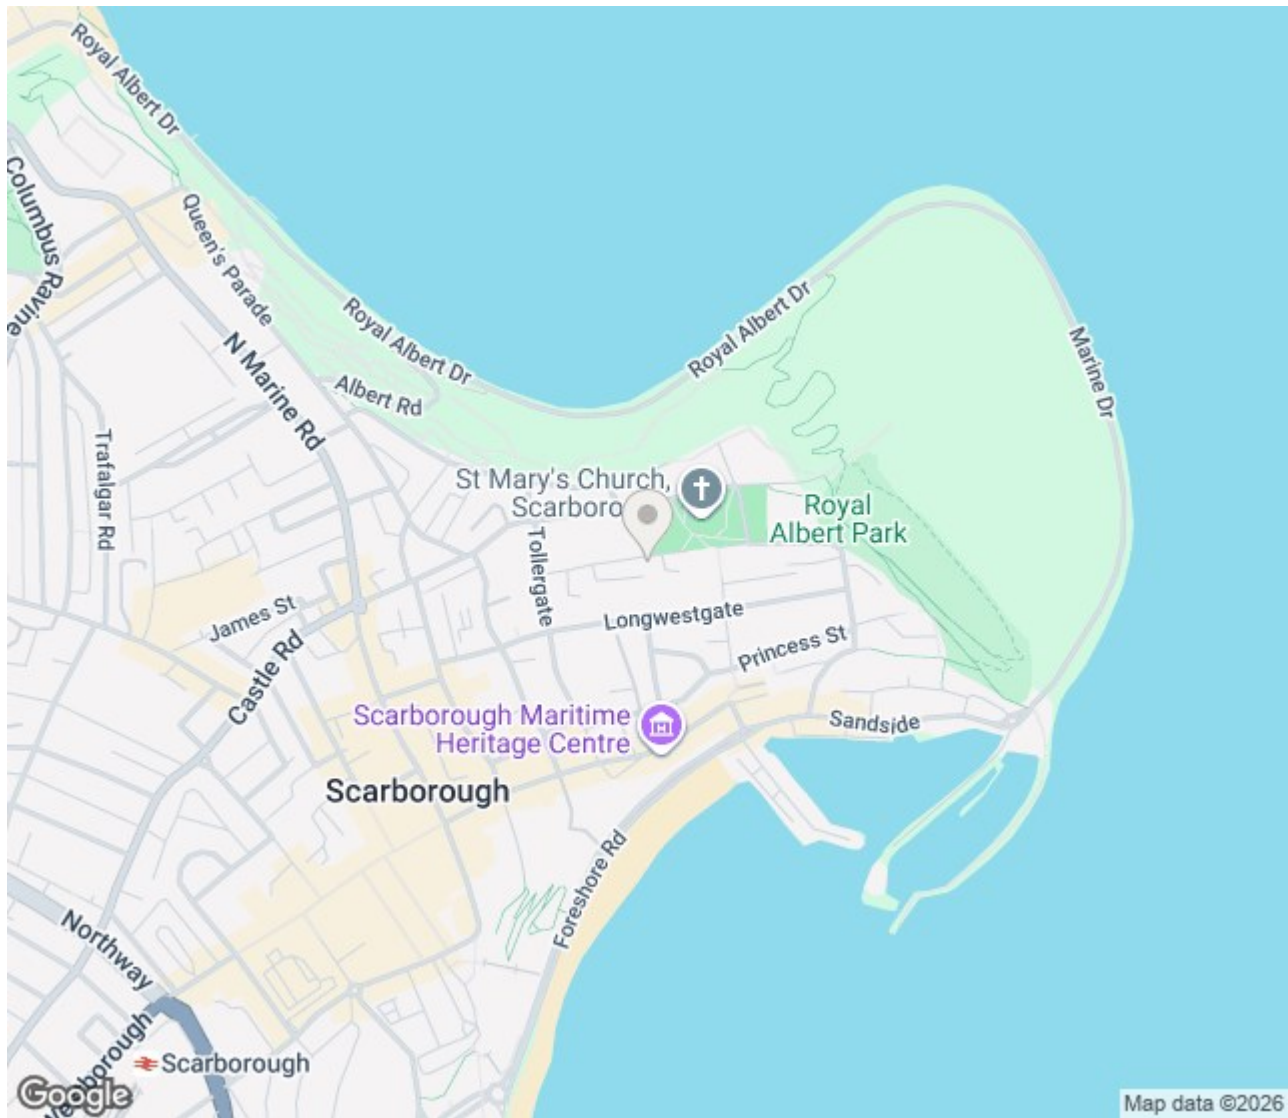 Royal Albert Dr
Columbus Ravine
Queen's Parade
Royal Albert Dr
Royal Albert Dr
Marine Dr
N Marine Rd
Albert Rd
Trafalgar Rd
St Mary's Church,
Scarboro
Royal
Albert Park
Tollergate
James St
Longwestgate
Castle Rd
Princess St
Scarborough Maritime
Heritage Centre
Sandside
Scarborough
Foreshore Rd
Northway
Westborough
Scarborough
Google
Map data ©2026